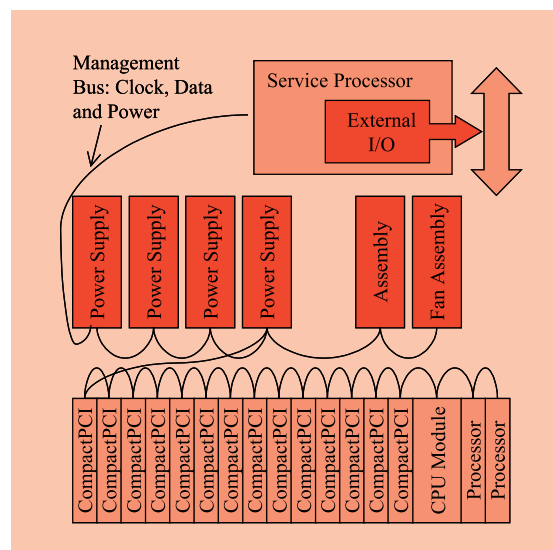 Management
Bus: Clock, Data
and Power
Service Processor
External
I/O
Power Supply
Power Supply
Power Supply
Power Supply
Assembly
Fan Assembly
CompactPCI
CompactPCI
CompactPCI
CompactPCI
CompactPCI
CompactPCI
CompactPCI
CompactPCI
CompactPCI
CompactPCI
CompactPCI
CompactPCI
CompactPCI
CompactPCI
CPU Module
Processor
Processor